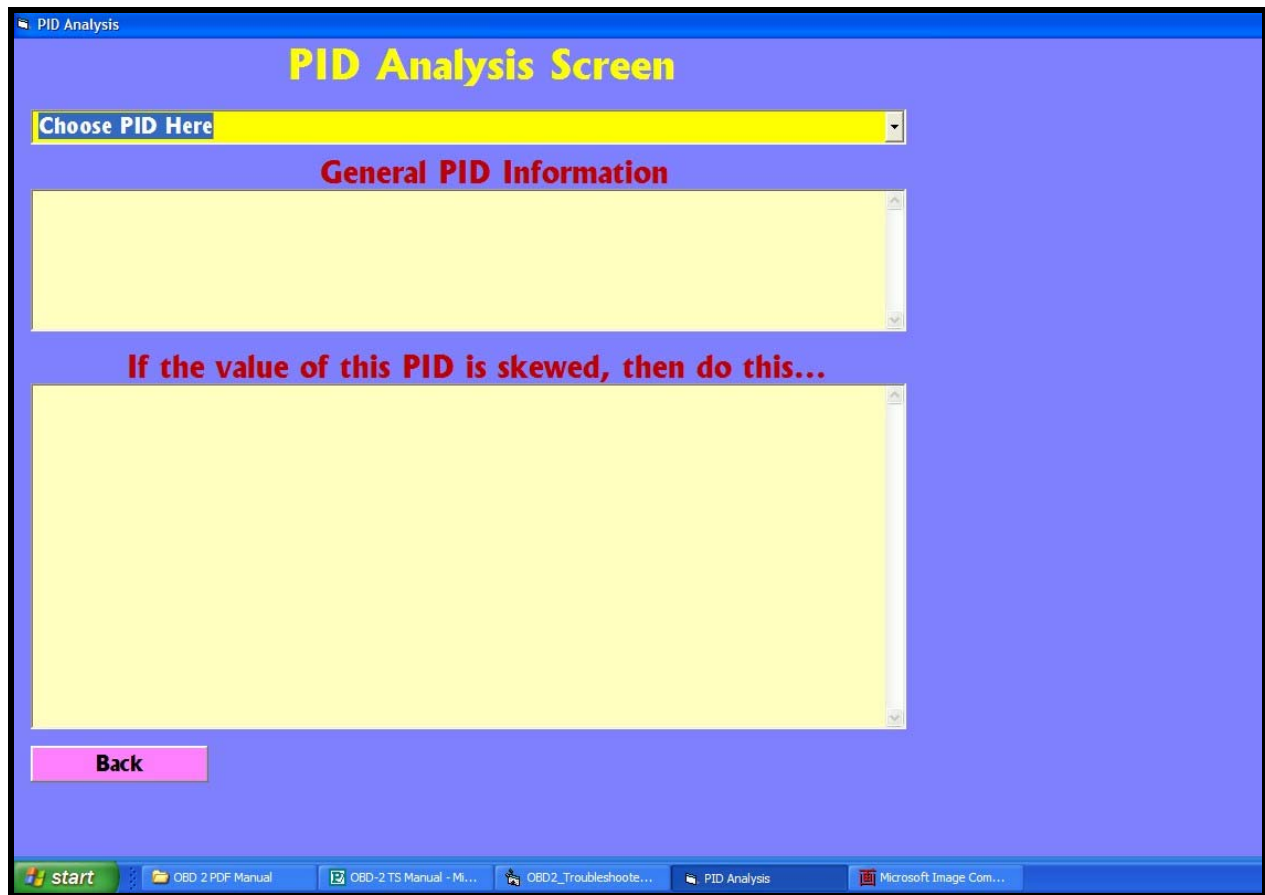 PID Analysis
PID Analysis Screen
Choose PID Here
General PID Information
If the value of this PID is skewed, then do this...
Back
start
OBD 2 PDF Manual
OBD-2 TS Manual - Mi...
OBD2_Troubleshoote...
PID Analysis
Microsoft Image Com...